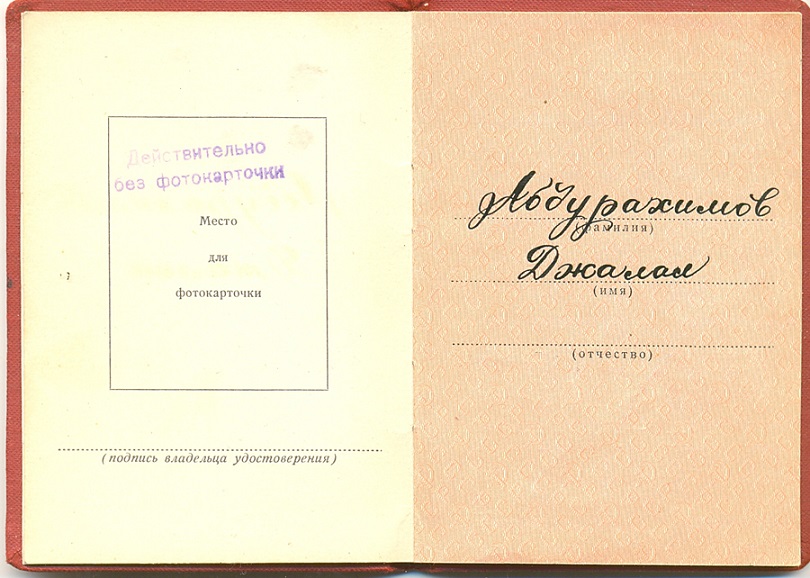 Действительно
без фотокарточки
Место
для
фотокарточки
(подпись владельца удостоверения)
Абдурахимов
(фамилия)
Джалал
(имя)
(отчество)